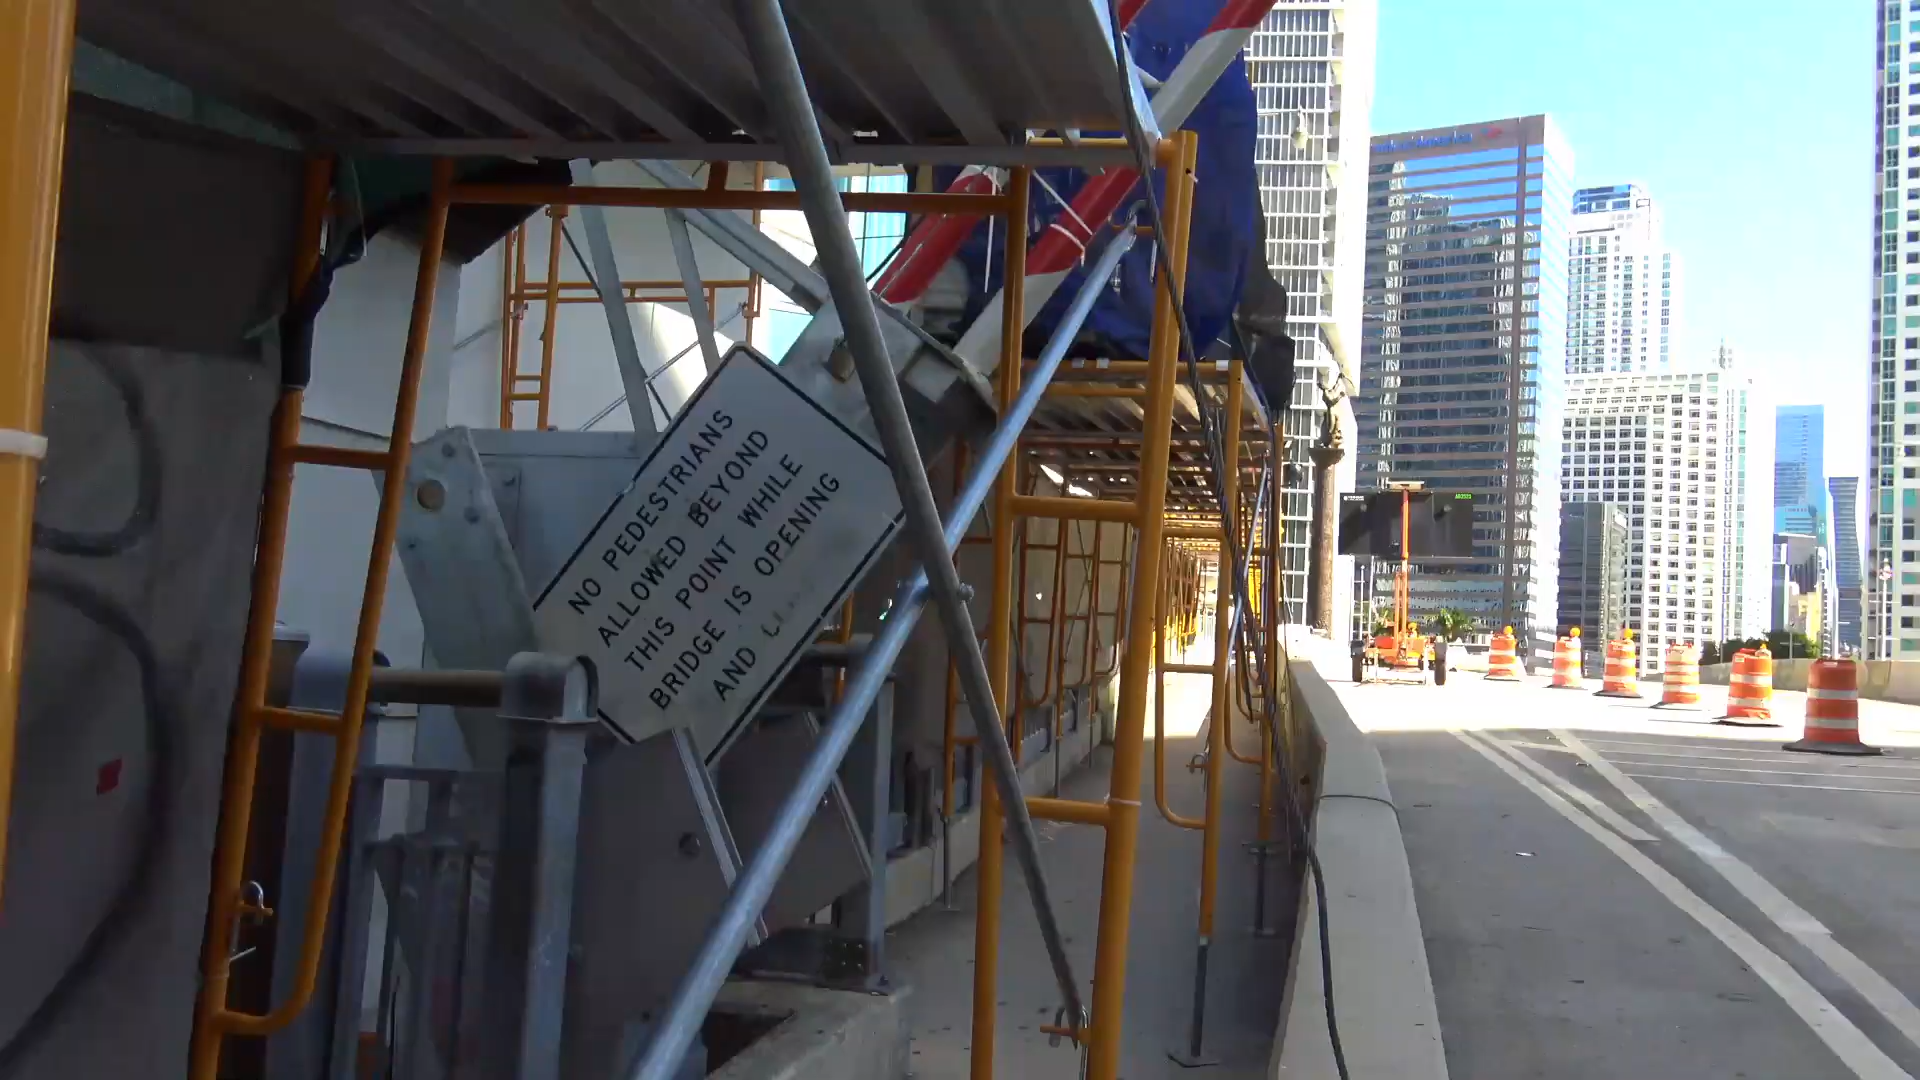 NO PEDESTRIANS
ALLOWED BEYOND
THIS POINT WHILE
BRIDGE IS OPENING
AND